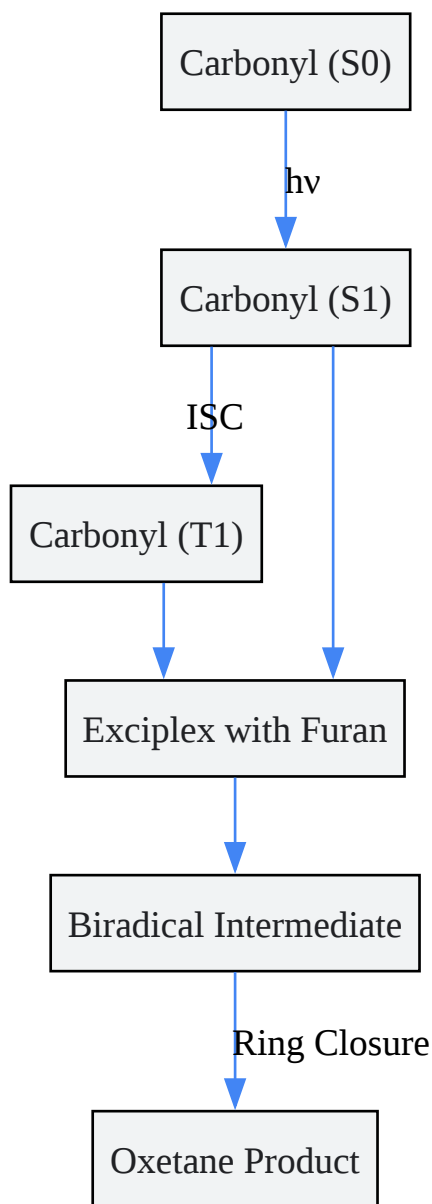 Carbonyl (S0)
hν
Carbonyl (S1)
ISC
Carbonyl (T1)
Exciplex with Furan
Biradical Intermediate
Ring Closure
Oxetane Product